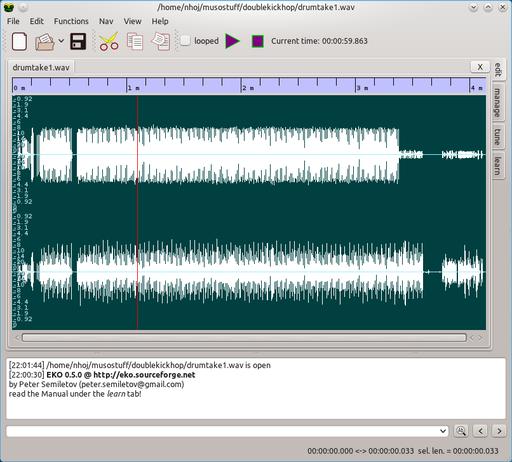 /home/nhoj/musostuff/doublekickhop/drumtake1.wav
File Edit Functions Nav View Help
looped Current time: 00:00:59.863
drumtake1.wav X
edit
manage
tune
learn
0 m 1 m 2 m 3 m 4 m
[22:01:44] /home/nhoj/musostuff/doublekickhop/drumtake1.wav is open
[22:00:30] EKO 0.5.0 @ http://eko.sourceforge.net
by Peter Semiletov (peter.semiletov@gmail.com)
read the Manual under the learn tab!
00:00:00.000 <-> 00:00:00.033 sel. len. = 00:00:00.033